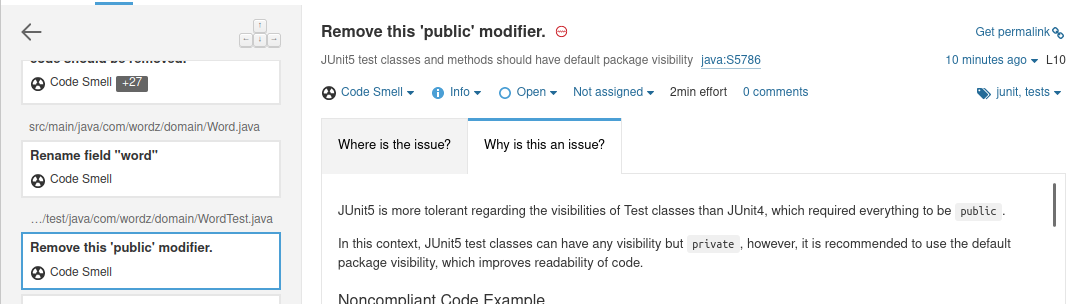 code should be removed.
Code Smell +27
src/main/java/com/wordz/domain/Word.java
Rename field "word"
Code Smell
.../test/java/com/wordz/domain/WordTest.java
Remove this 'public' modifier.
Code Smell
Remove this 'public' modifier.
Get permalink
JUnit5 test classes and methods should have default package visibility java:S5786
10 minutes ago L10
Code Smell Info Open Not assigned 2min effort 0 comments
junit, tests
Where is the issue? Why is this an issue?
JUnit5 is more tolerant regarding the visibilities of Test classes than JUnit4, which required everything to be public .
In this context, JUnit5 test classes can have any visibility but private , however, it is recommended to use the default
package visibility, which improves readability of code.
Noncompliant Code Example